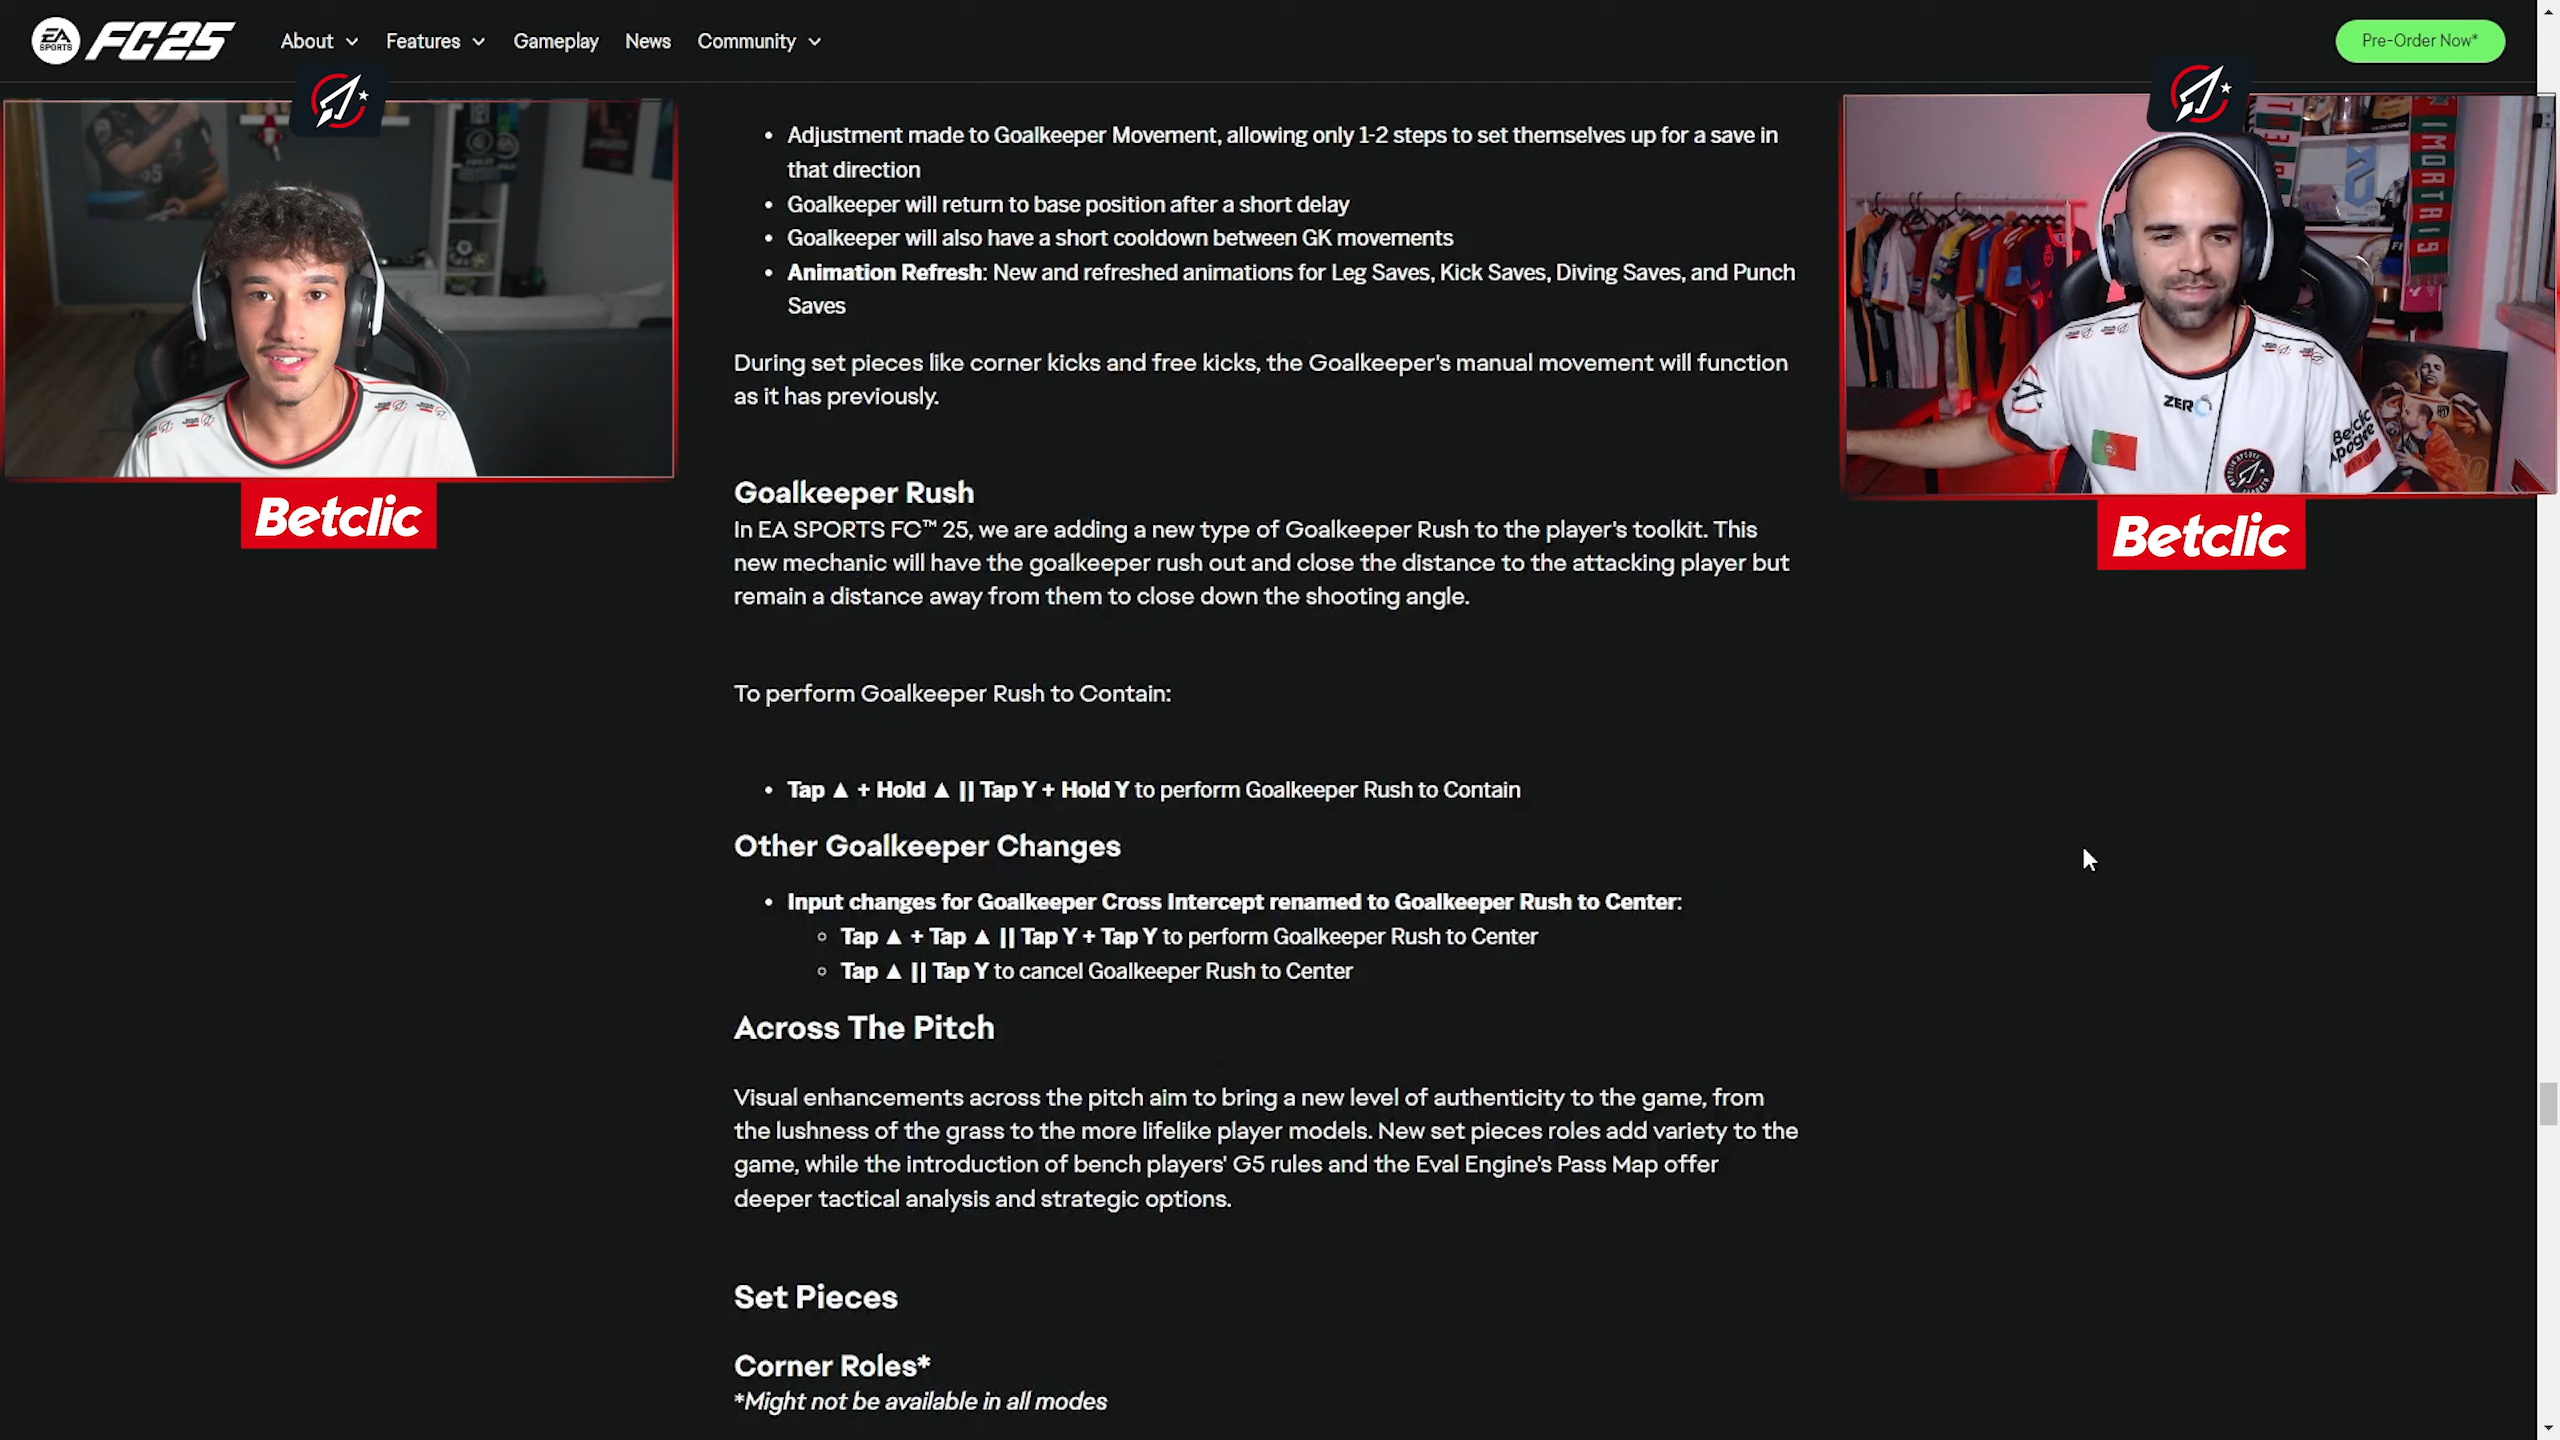 EA SPORTS FC 25
About Features Gameplay News Community
Pre-Order Now*
Adjustment made to Goalkeeper Movement, allowing only 1-2 steps to set themselves up for a save in
that direction
Goalkeeper will return to base position after a short delay
Goalkeeper will also have a short cooldown between GK movements
Animation Refresh: New and refreshed animations for Leg Saves, Kick Saves, Diving Saves, and Punch
Saves
During set pieces like corner kicks and free kicks, the Goalkeeper's manual movement will function
as it has previously.
ZERO
Betclic
Apogee
Betclic
Betclic
Goalkeeper Rush
In EA SPORTS FC™ 25, we are adding a new type of Goalkeeper Rush to the player's toolkit. This
new mechanic will have the goalkeeper rush out and close the distance to the attacking player but
remain a distance away from them to close down the shooting angle.
To perform Goalkeeper Rush to Contain:
Tap ▲ + Hold ▲ || Tap Y + Hold Y to perform Goalkeeper Rush to Contain
Other Goalkeeper Changes
Input changes for Goalkeeper Cross Intercept renamed to Goalkeeper Rush to Center:
Tap ▲ + Tap ▲ || Tap Y + Tap Y to perform Goalkeeper Rush to Center
Tap ▲ || Tap Y to cancel Goalkeeper Rush to Center
Across The Pitch
Visual enhancements across the pitch aim to bring a new level of authenticity to the game, from
the lushness of the grass to the more lifelike player models. New set pieces roles add variety to the
game, while the introduction of bench players' G5 rules and the Eval Engine's Pass Map offer
deeper tactical analysis and strategic options.
Set Pieces
Corner Roles*
*Might not be available in all modes